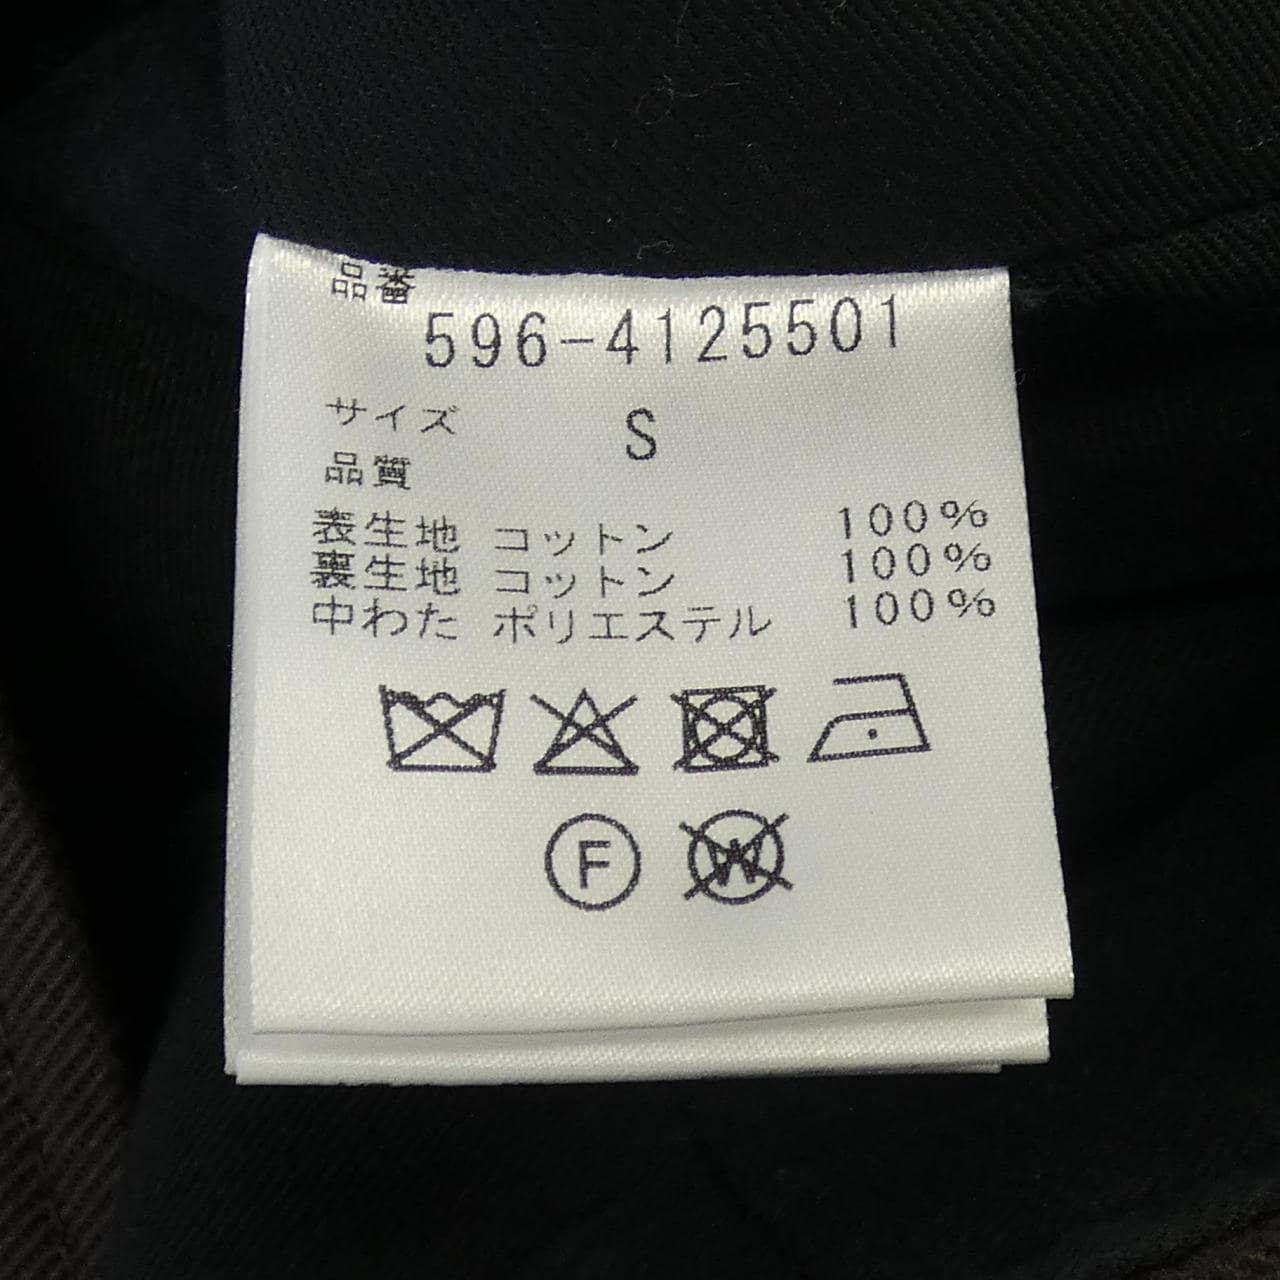 品番
596-4125501
サイズ S
品質
表生地 コットン 100%
裏生地 コットン 100%
中わた ポリエステル 100%
F W